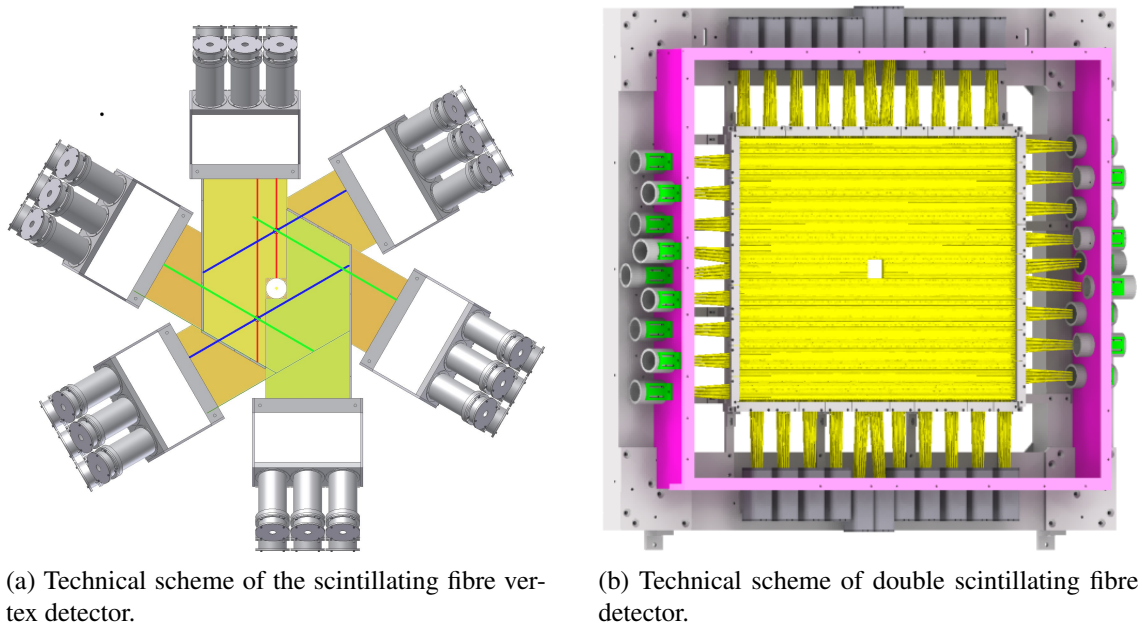 (a) Technical scheme of the scintillating fibre ver-
tex detector.
(b) Technical scheme of double scintillating fibre
detector.